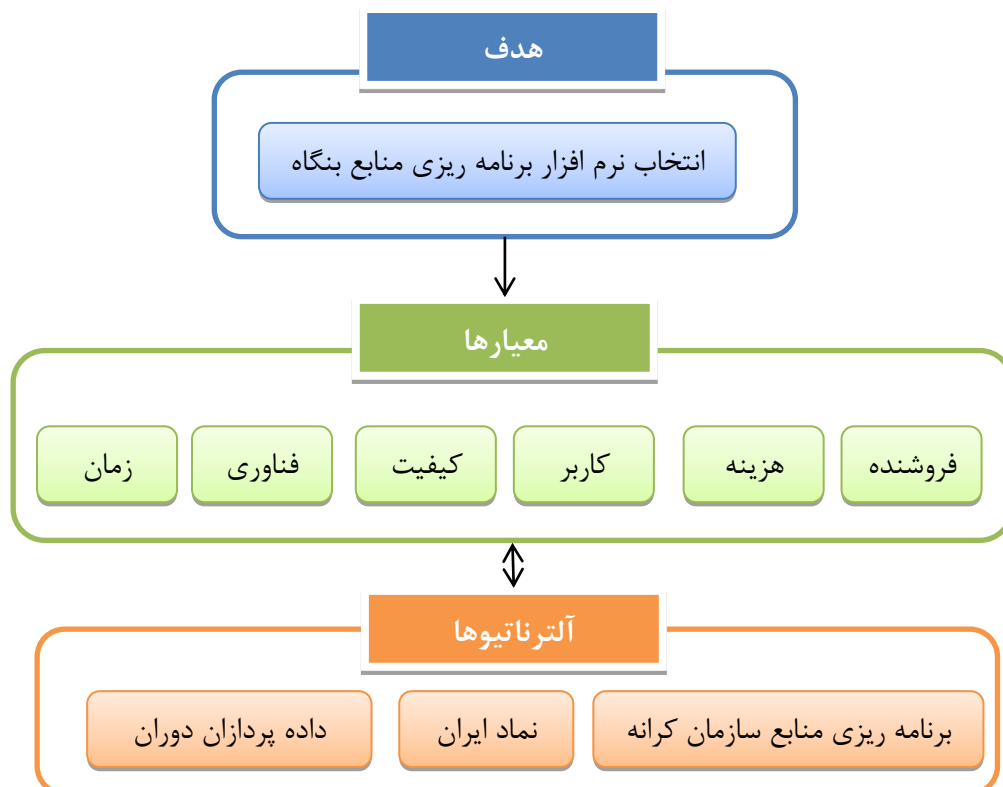 هدف
انتخاب نرم افزار برنامه ریزی منابع بنگاه
معیارها
فروشنده
هزینه
کاربر
کیفیت
فناوری
زمان
آلترناتیوها
برنامه ریزی منابع سازمان کرانه
نماد ایران
داده پردازان دوران